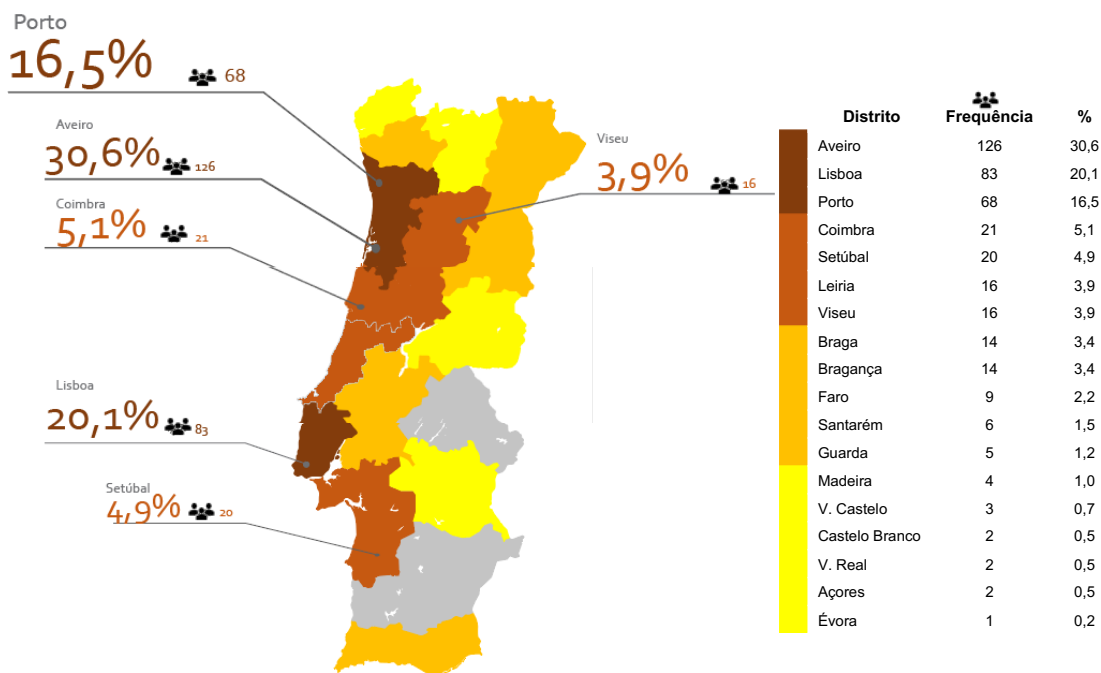 Porto
16,5% 68
Aveiro
30,6% 126
Coimbra
5,1% 21
Lisboa
20,1% 83
Setúbal
4,9% 20
Viseu
3,9% 16
Distrito Frequência %
Aveiro 126 30,6
Lisboa 83 20,1
Porto 68 16,5
Coimbra 21 5,1
Setúbal 20 4,9
Leiria 16 3,9
Viseu 16 3,9
Braga 14 3,4
Bragança 14 3,4
Faro 9 2,2
Santarém 6 1,5
Guarda 5 1,2
Madeira 4 1,0
V. Castelo 3 0,7
Castelo Branco 2 0,5
V. Real 2 0,5
Açores 2 0,5
Évora 1 0,2